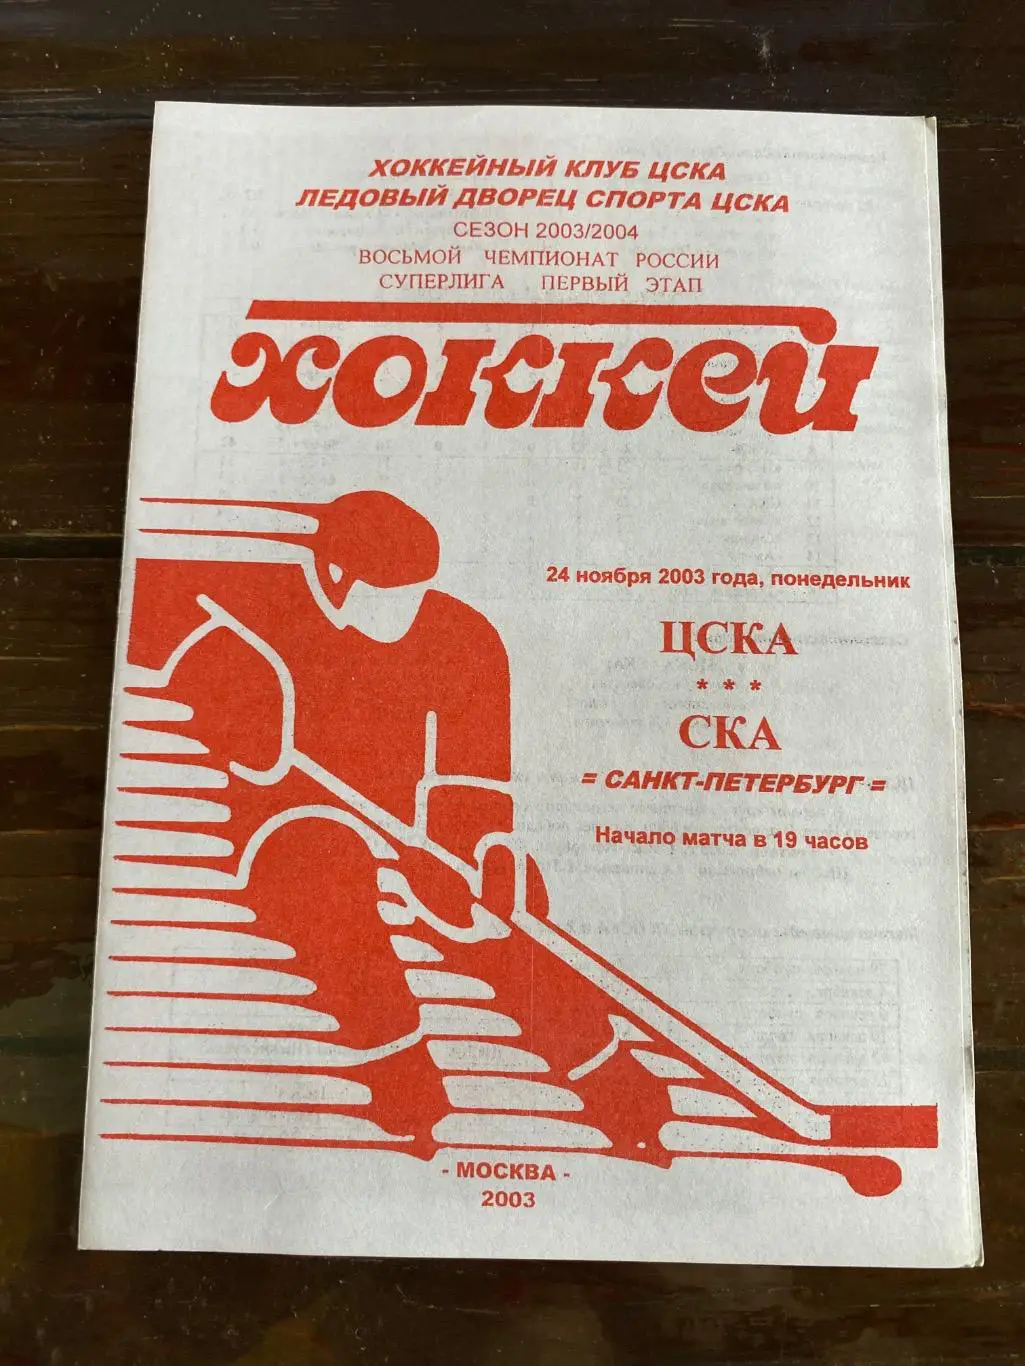 ХОККЕЙНЫЙ КЛУБ ЦСКА
ЛЕДОВЫЙ ДВОРЕЦ СПОРТА ЦСКА
СЕЗОН 2003/2004
ВОСЬМОЙ ЧЕМПИОНАТ РОССИИ
СУПЕРЛИГА ПЕРВЫЙ ЭТАП
хоккей
24 ноября 2003 года, понедельник
ЦСКА
* * *
СКА
= САНКТ-ПЕТЕРБУРГ =
Начало матча в 19 часов
- МОСКВА -
2003